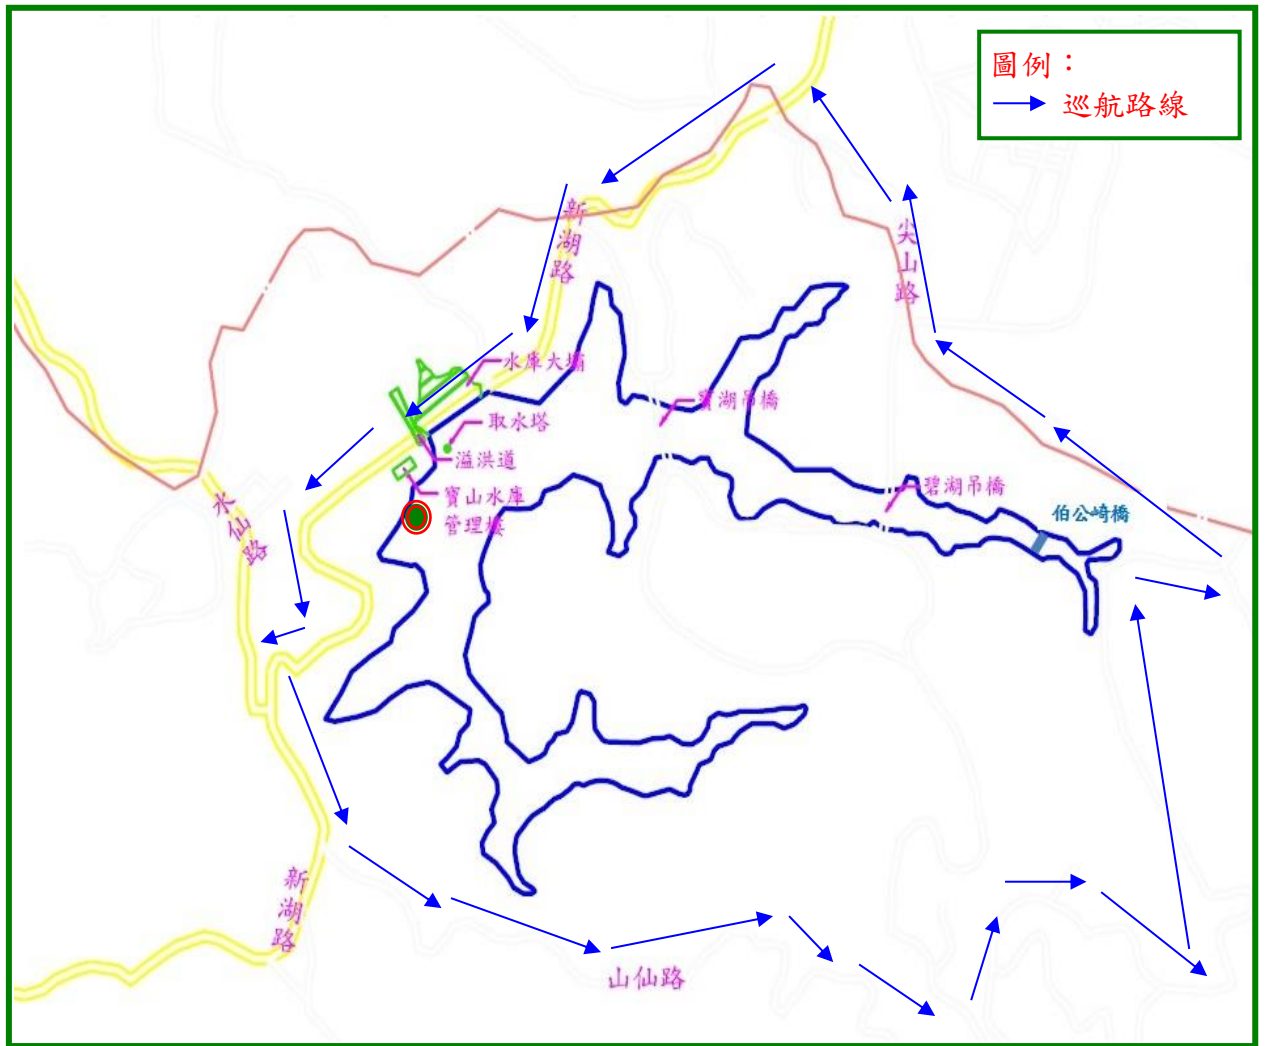 圖例：
巡航路線
新湖路
尖山路
水庫大壩
寶湖吊橋
取水塔
溢洪道
碧湖吊橋
寶山水庫
管理樓
伯公崎橋
水仙路
新湖路
山仙路